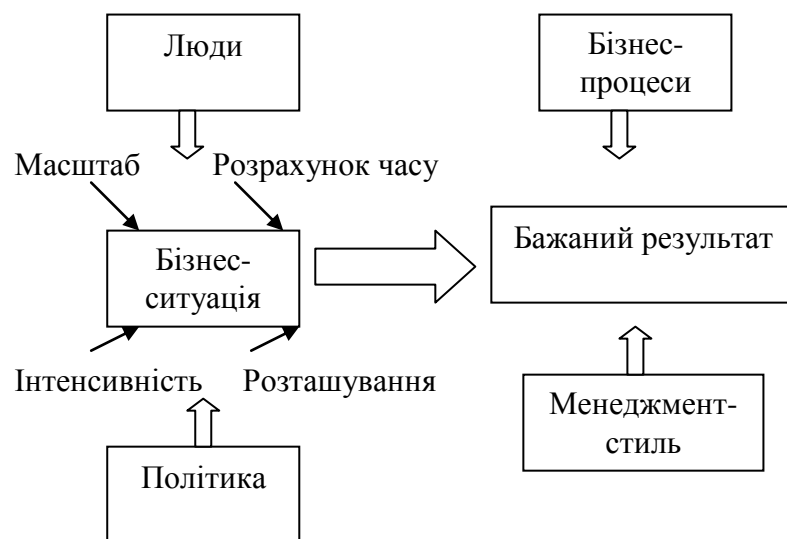 Люди
Бізнес-
процеси
Масштаб
Розрахунок часу
Бізнес-
ситуація
Бажаний результат
Інтенсивність
Розташування
Менеджмент-
стиль
Політика